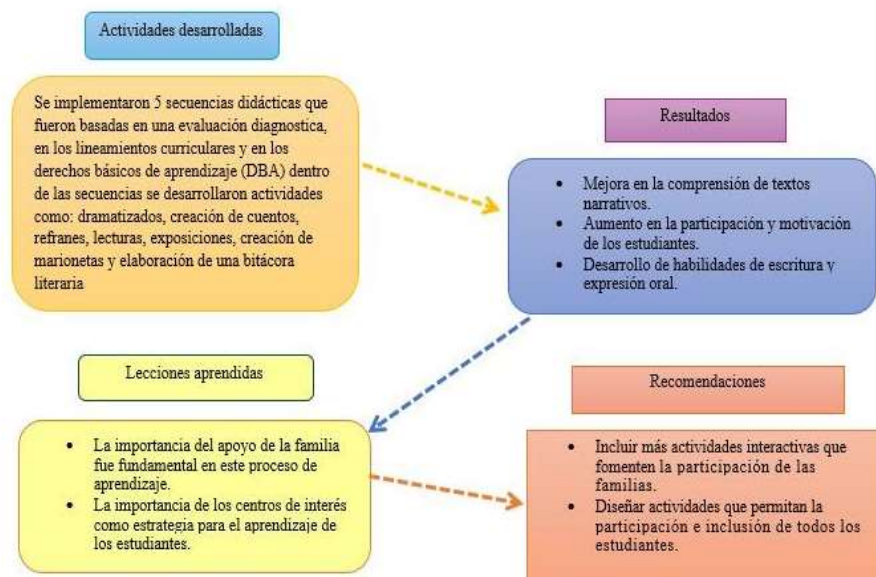 Actividades desarrolladas
Se implementaron 5 secuencias didácticas que
fueron basadas en una evaluación diagnostica,
en los lineamientos curriculares y en los
derechos básicos de aprendizaje (DBA) dentro
de las secuencias se desarrollaron actividades
como: dramatizados, creación de cuentos,
refranes, lecturas, exposiciones, creación de
marionetas y elaboración de una bitácora
literaria
Resultados
• Mejora en la comprensión de textos
narrativos.
• Aumento en la participación y motivación
de los estudiantes.
• Desarrollo de habilidades de escritura y
expresión oral.
Lecciones aprendidas
• La importancia del apoyo de la familia
fue fundamental en este proceso de
aprendizaje.
• La importancia de los centros de interés
como estrategia para el aprendizaje de
los estudiantes.
Recomendaciones
• Incluir más actividades interactivas que
fomenten la participación de las
familias.
• Diseñar actividades que permitan la
participación e inclusión de todos los
estudiantes.